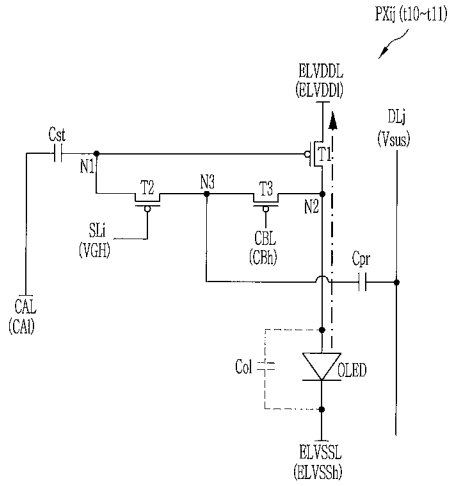 PXij(t10~t11)
ELVDDL
(ELVDDl)
DLj
(Vsus)
Cst
N1
T1
T2
N3
T3
N2
SLi
(VGH)
CBL
(CBh)
Cpr
CAL
(CAl)
Col
OLED
ELVSSL
(ELVSSh)